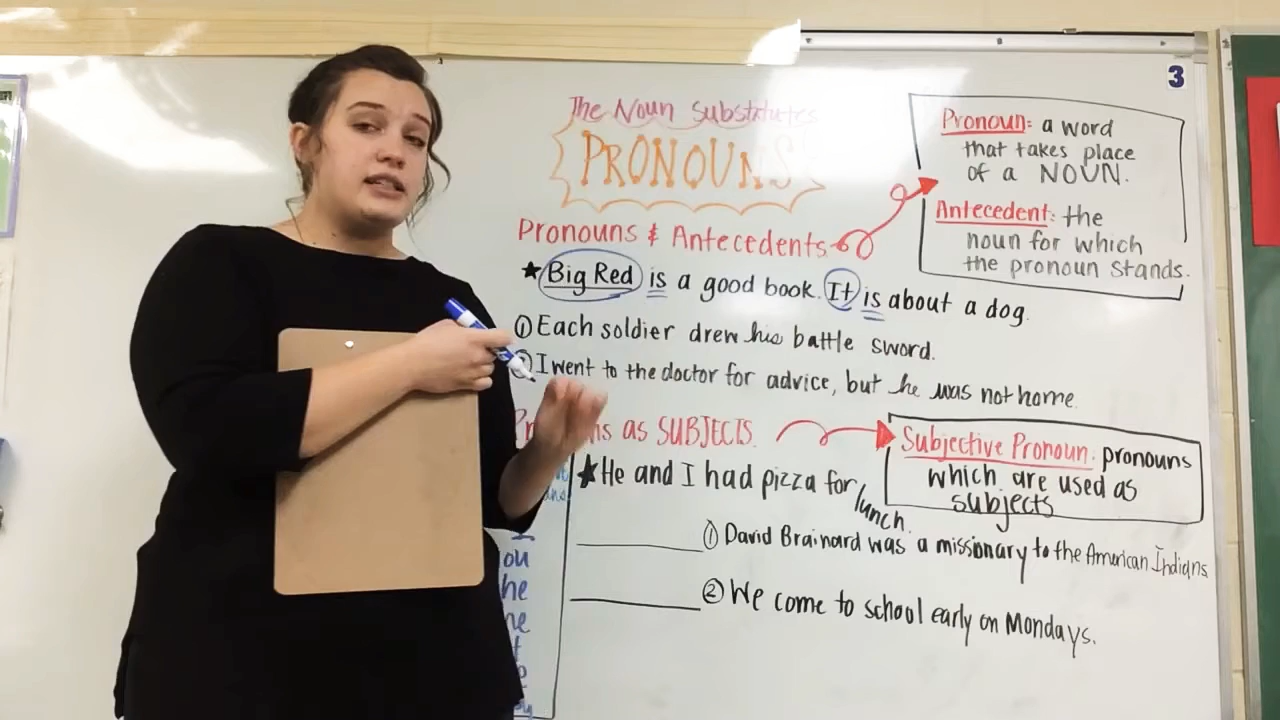 3
The Noun Substitutes
PRONOUNS
Pronoun: a word
that takes place
of a NOUN.
Antecedent: the
noun for which
the pronoun stands.
Pronouns & Antecedents
★ Big Red is a good book. It is about a dog.
① Each soldier drew his battle sword.
② I went to the doctor for advice, but he was not home.
as SUBJECTS.
Subjective Pronoun: pronouns
which are used as
subjects
★ He and I had pizza for
lunch.
① David Brainard was a missionary to the American Indians
② We come to school early on Mondays.